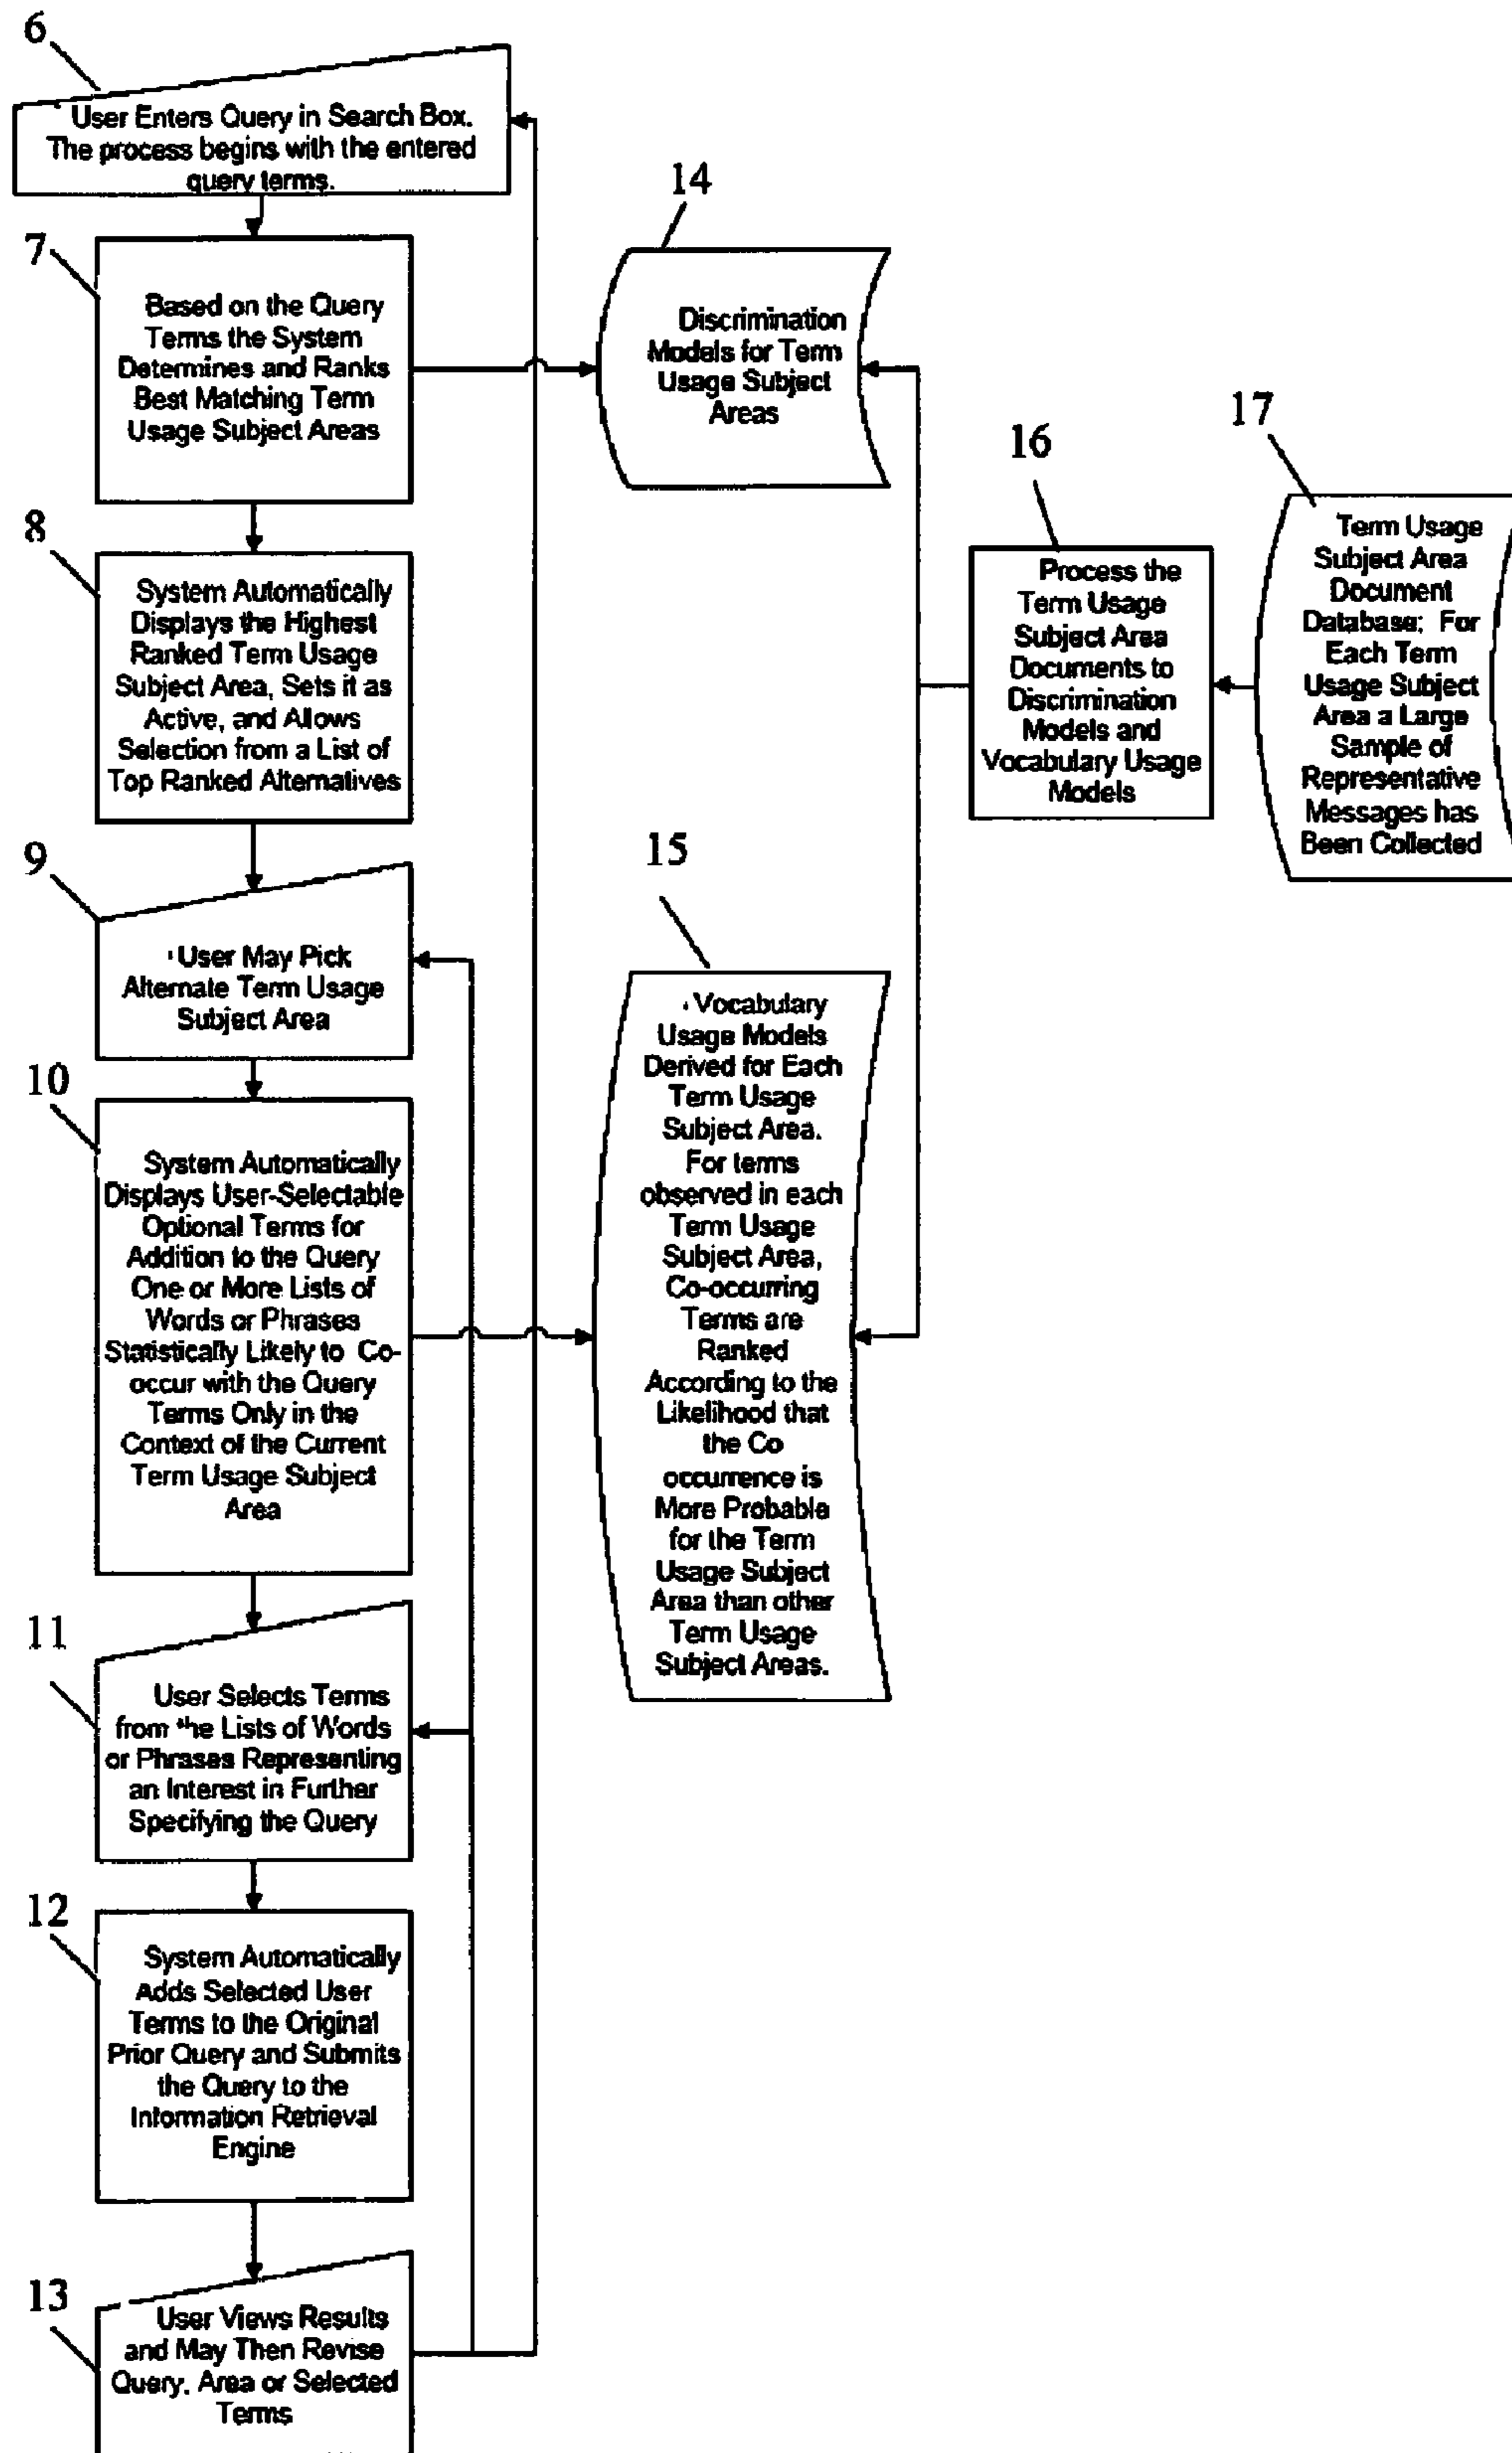 6
User Enters Query in Search Box.
The process begins with the entered
query terms.
7
Based on the Query
Terms the System
Determines and Ranks
Best Matching Term
Usage Subject Areas
8
System Automatically
Displays the Highest
Ranked Term Usage
Subject Area, Sets it as
Active, and Allows
Selection from a List of
Top Ranked Alternatives
9
User May Pick
Alternate Term Usage
Subject Area
10
System Automatically
Displays User-Selectable
Optional Terms for
Addition to the Query
One or More Lists of
Words or Phrases
Statistically Likely to Co-
occur with the Query
Terms Only in the
Context of the Current
Term Usage Subject
Area
11
User Selects Terms
from the Lists of Words
or Phrases Representing
an Interest in Further
Specifying the Query
12
System Automatically
Adds Selected User
Terms to the Original
Prior Query and Submits
the Query to the
Information Retrieval
Engine
13
User Views Results
and May Then Revise
Query, Area or Selected
Terms
14
Discrimination
Models for Term
Usage Subject
Areas
15
Vocabulary
Usage Models
Derived for Each
Term Usage
Subject Area.
For terms
observed in each
Term Usage
Subject Area,
Co-occurring
Terms are
Ranked
According to the
Likelihood that
the Co
occurrence is
More Probable
for the Term
Usage Subject
Area than other
Term Usage
Subject Areas.
16
Process the
Term Usage
Subject Area
Documents to
Discrimination
Models and
Vocabulary Usage
Models
17
Term Usage
Subject Area
Document
Database: For
Each Term
Usage Subject
Area a Large
Sample of
Representative
Messages has
Been Collected